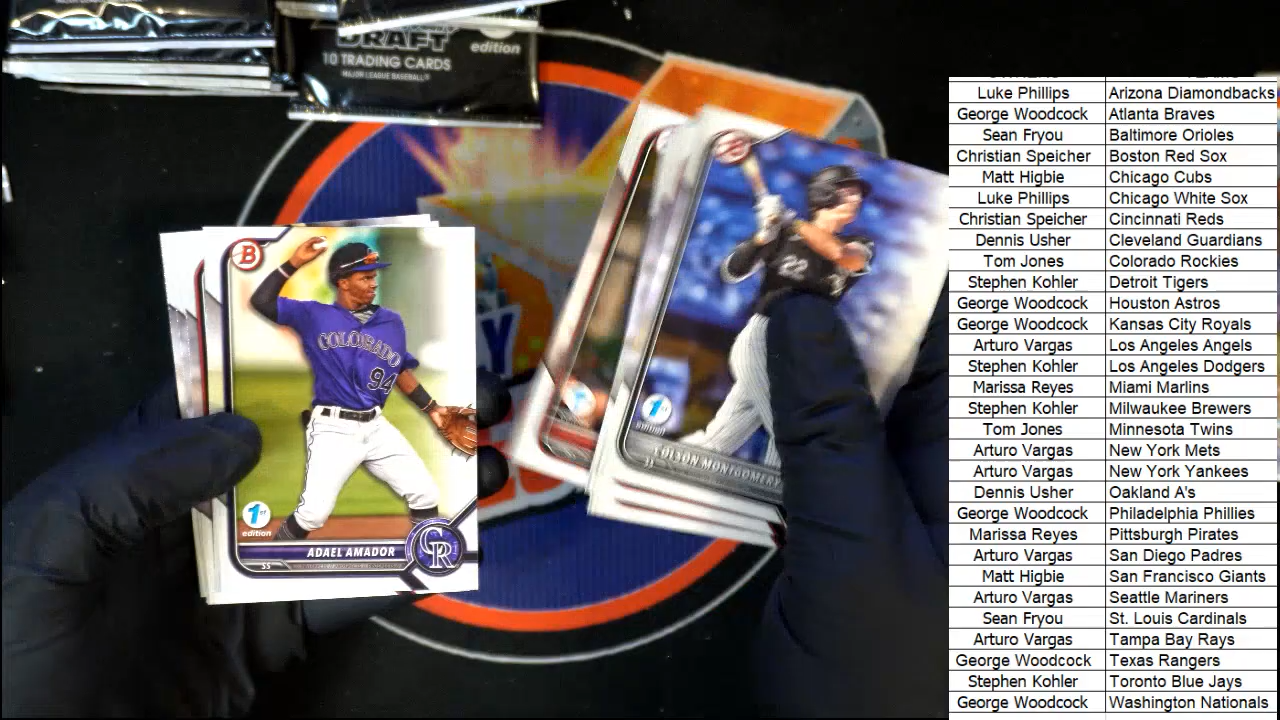 DRAFT
edition
10 TRADING CARDS
MAJOR LEAGUE BASEBALL®
B
COLORADO
94
1st
edition
ADAEL AMADOR
SS
CR
22
1st
COLSON MONTGOMERY
Luke Phillips Arizona Diamondbacks
George Woodcock Atlanta Braves
Sean Fryou Baltimore Orioles
Christian Speicher Boston Red Sox
Matt Higbie Chicago Cubs
Luke Phillips Chicago White Sox
Christian Speicher Cincinnati Reds
Dennis Usher Cleveland Guardians
Tom Jones Colorado Rockies
Stephen Kohler Detroit Tigers
George Woodcock Houston Astros
George Woodcock Kansas City Royals
Arturo Vargas Los Angeles Angels
Stephen Kohler Los Angeles Dodgers
Marissa Reyes Miami Marlins
Stephen Kohler Milwaukee Brewers
Tom Jones Minnesota Twins
Arturo Vargas New York Mets
Arturo Vargas New York Yankees
Dennis Usher Oakland A's
George Woodcock Philadelphia Phillies
Marissa Reyes Pittsburgh Pirates
Arturo Vargas San Diego Padres
Matt Higbie San Francisco Giants
Arturo Vargas Seattle Mariners
Sean Fryou St. Louis Cardinals
Arturo Vargas Tampa Bay Rays
George Woodcock Texas Rangers
Stephen Kohler Toronto Blue Jays
George Woodcock Washington Nationals